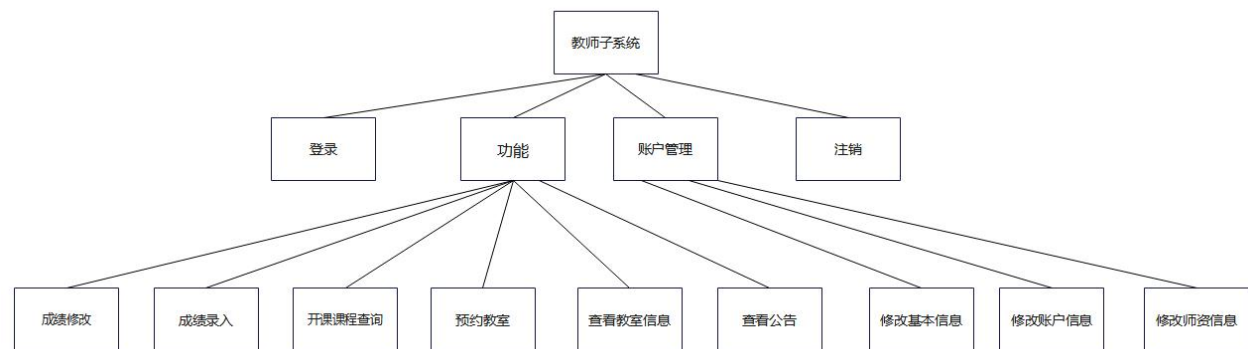 教师子系统
登录
功能
账户管理
注销
成绩修改
成绩录入
开课课程查询
预约教室
查看教室信息
查看公告
修改基本信息
修改账户信息
修改师资信息